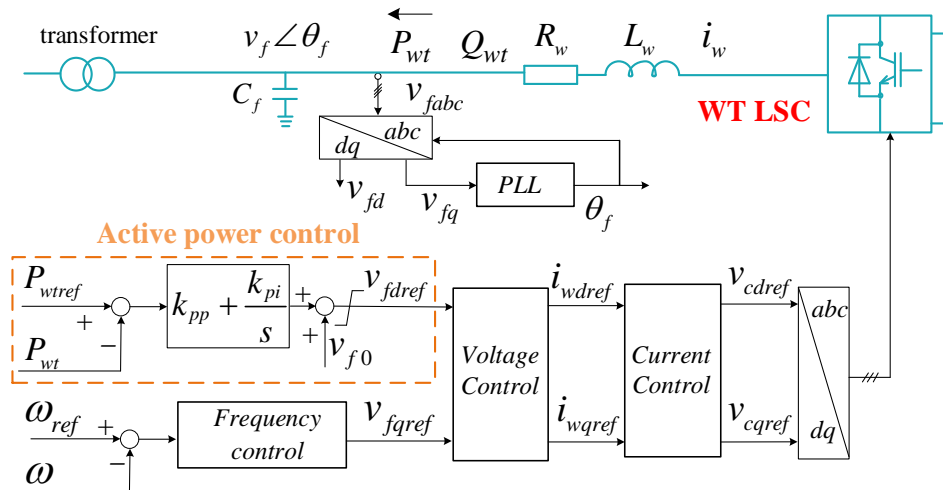 transformer
v_f∠θ_f
P_wt
Q_wt
R_w
L_w
i_w
C_f
v_fabc
WT LSC
abc
dq
v_fd
v_fq
PLL
θ_f
Active power control
P_wtref
+
−
P_wt
k_pp + k_pi/s
+
+
v_f0
v_fdref
Voltage Control
i_wdref
i_wqref
Current Control
v_cdref
v_cqref
abc
dq
ω_ref
+
−
ω
Frequency control
v_fqref